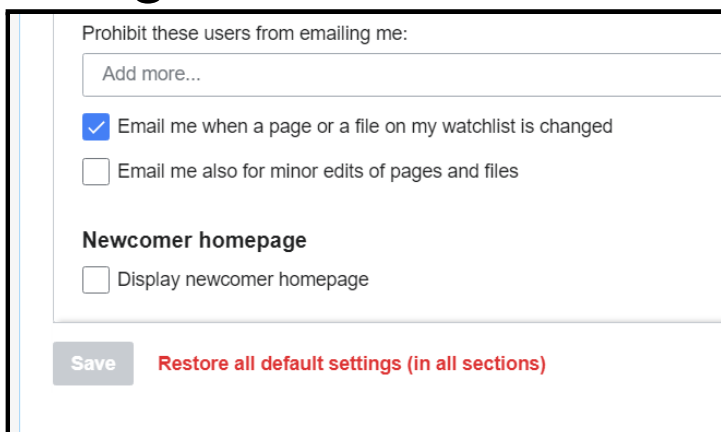 Prohibit these users from emailing me:
Add more...
Email me when a page or a file on my watchlist is changed
Email me also for minor edits of pages and files
Newcomer homepage
Display newcomer homepage
Save Restore all default settings (in all sections)